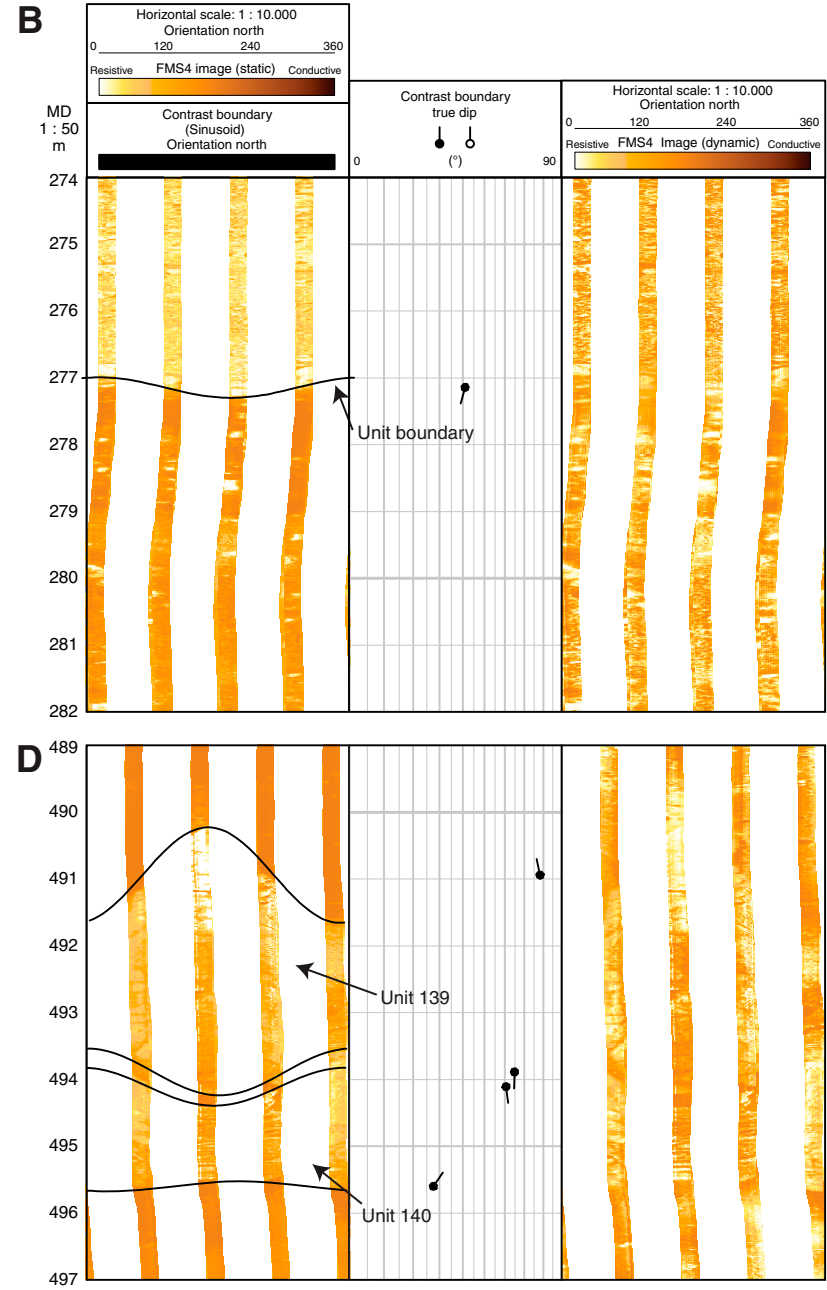 B
Horizontal scale: 1 : 10.000
Orientation north
0 120 240 360
Resistive FMS4 image (static) Conductive
MD
1 : 50
m
Contrast boundary
(Sinusoid)
Orientation north
Contrast boundary
true dip
0 (°) 90
Horizontal scale: 1 : 10.000
Orientation north
0 120 240 360
Resistive FMS4 Image (dynamic) Conductive
274
275
276
277
Unit boundary
278
279
280
281
282
D
489
490
491
492
Unit 139
493
494
495
Unit 140
496
497